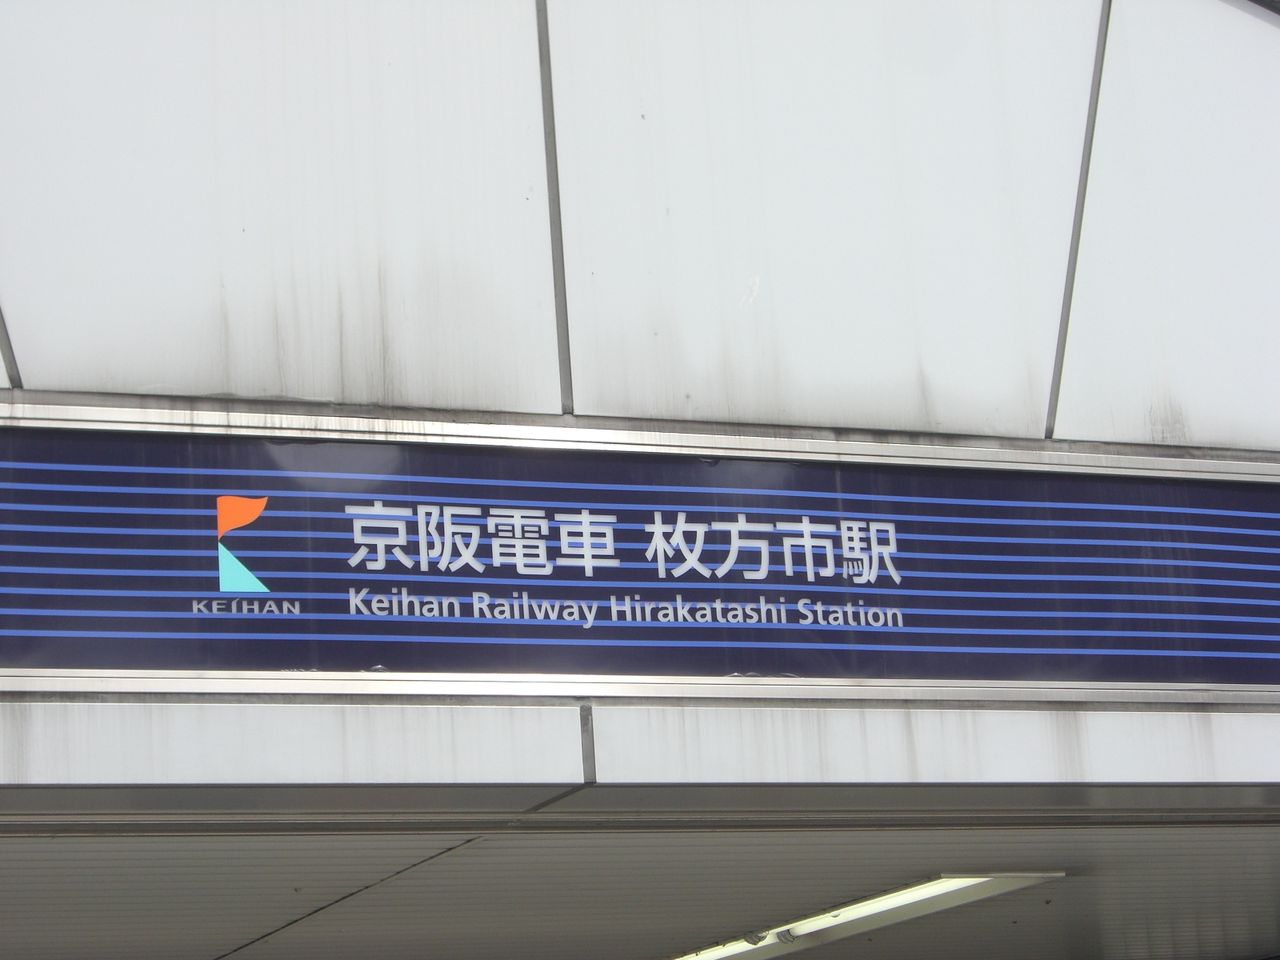 京阪電車 枚方市駅
KEIHAN
Keihan Railway Hirakatashi Station